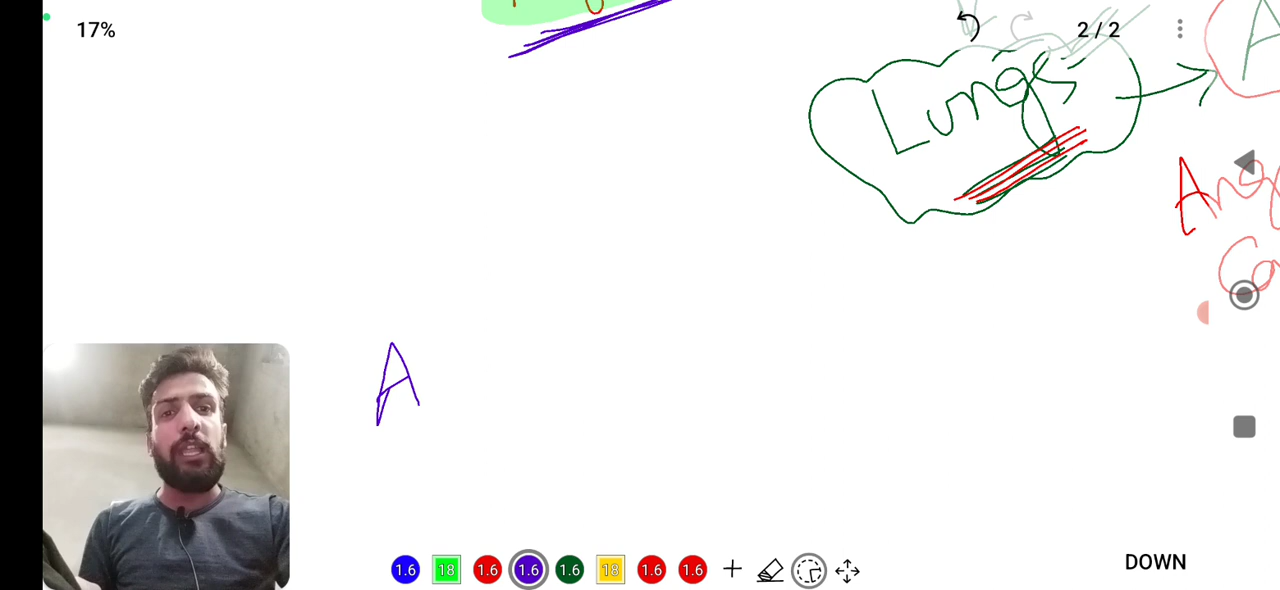 17%
2 / 2
Lungs
A
1.6 18 1.6 1.6 1.6 18 1.6 1.6
DOWN